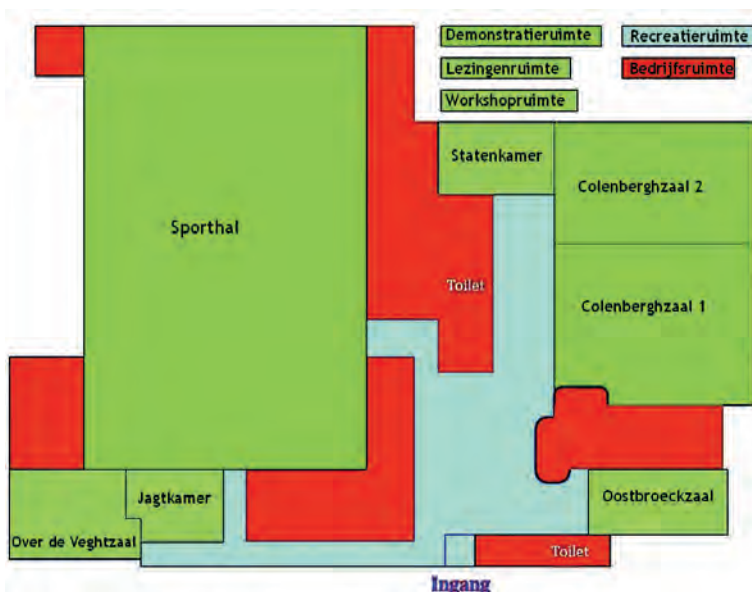 Demonstratieruimte
Recreatieruimte
Lezingenruimte
Bedrijfsruimte
Workshopruimte
Statenkamer
Colenberghzaal 2
Sporthal
Toilet
Colenberghzaal 1
Jagtkamer
Oostbroeckzaal
Over de Veghtzaal
Toilet
Ingang